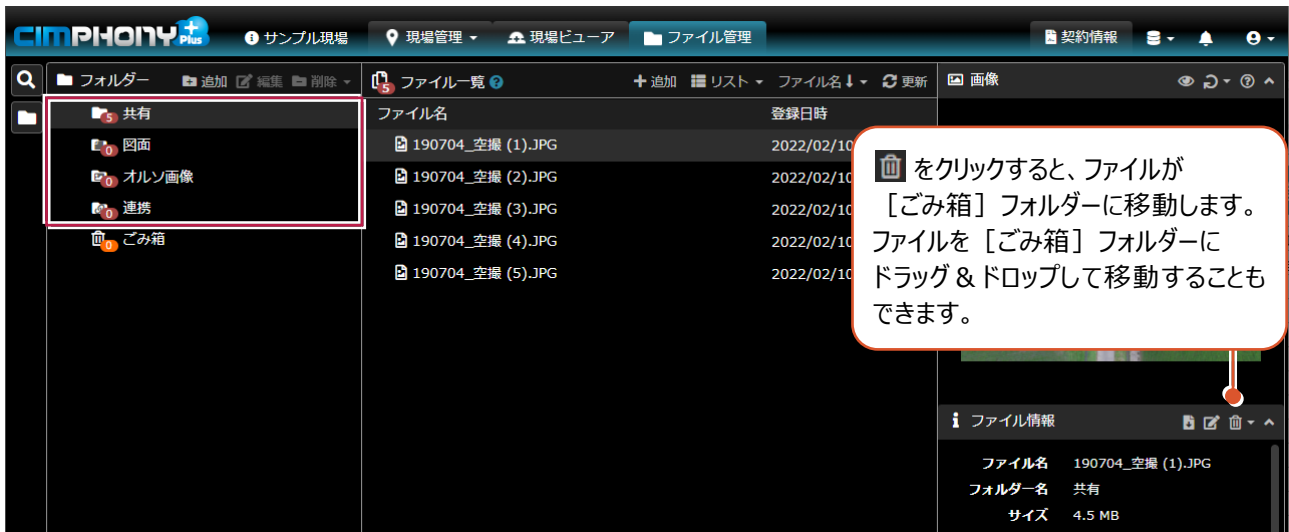 CIMPHONY Plus サンプル現場 現場管理 現場ビューア ファイル管理 契約情報
フォルダー 追加 編集 削除
5 共有
0 図面
0 オルソ画像
0 連携
0 ごみ箱
5 ファイル一覧 追加 リスト ファイル名 更新
ファイル名 登録日時
190704_空撮 (1).JPG 2022/02/10
190704_空撮 (2).JPG 2022/02/10
190704_空撮 (3).JPG 2022/02/10
190704_空撮 (4).JPG 2022/02/10
190704_空撮 (5).JPG 2022/02/10
画像
をクリックすると、ファイルが
［ごみ箱］フォルダーに移動します。
ファイルを［ごみ箱］フォルダーに
ドラッグ＆ドロップして移動することも
できます。
ファイル情報
ファイル名 190704_空撮 (1).JPG
フォルダー名 共有
サイズ 4.5 MB